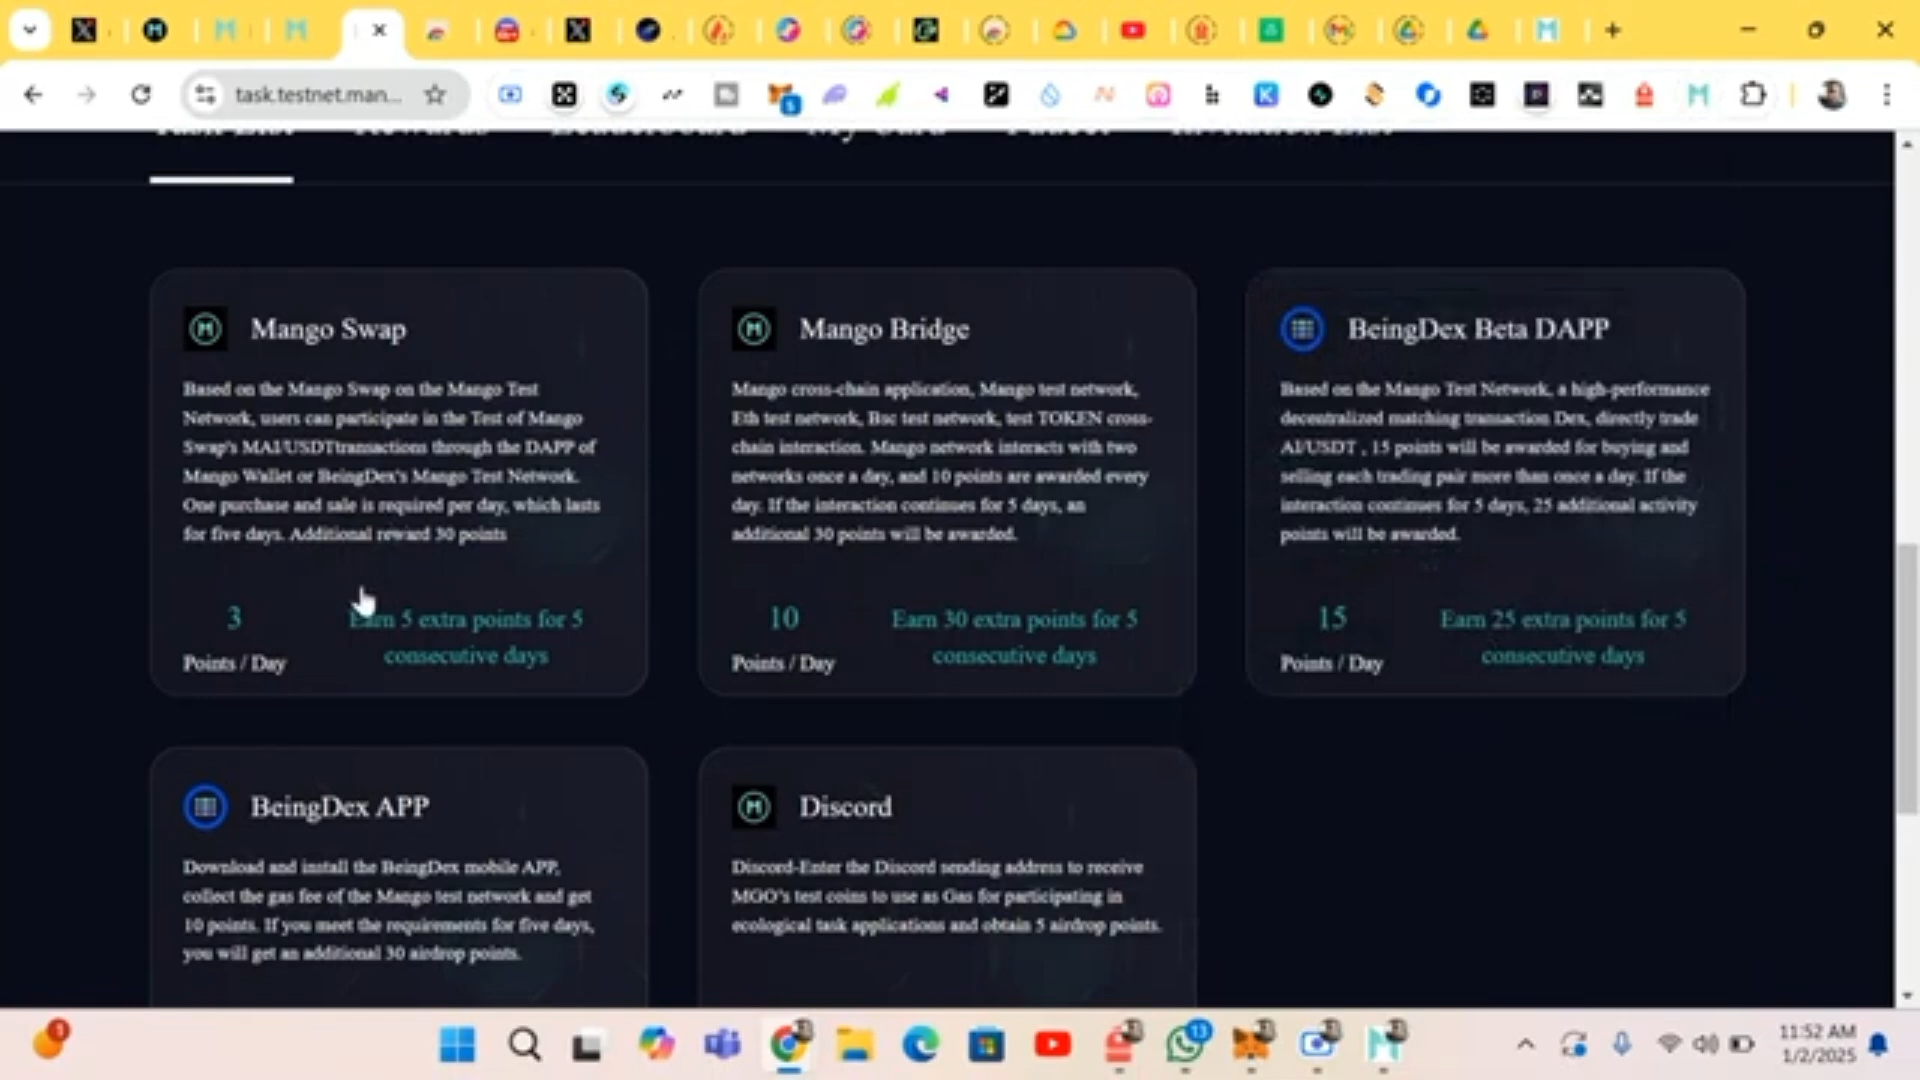 task.testnet.man...
Task List Rewards Leaderboard My Card Faucet Invitation List
Mango Swap
Based on the Mango Swap on the Mango Test
Network, users can participate in the Test of Mango
Swap's MAI/USDTtransactions through the DAPP of
Mango Wallet or BeingDex's Mango Test Network.
One purchase and sale is required per day, which lasts
for five days. Additional reward 30 points
3
Points / Day
Earn 5 extra points for 5
consecutive days
Mango Bridge
Mango cross-chain application, Mango test network,
Eth test network, Bsc test network, test TOKEN cross-
chain interaction. Mango network interacts with two
networks once a day, and 10 points are awarded every
day. If the interaction continues for 5 days, an
additional 30 points will be awarded.
10
Points / Day
Earn 30 extra points for 5
consecutive days
BeingDex Beta DAPP
Based on the Mango Test Network, a high-performance
decentralized matching transaction Dex, directly trade
AI/USDT , 15 points will be awarded for buying and
selling each trading pair more than once a day. If the
interaction continues for 5 days, 25 additional activity
points will be awarded.
15
Points / Day
Earn 25 extra points for 5
consecutive days
BeingDex APP
Download and install the BeingDex mobile APP,
collect the gas fee of the Mango test network and get
10 points. If you meet the requirements for five days,
you will get an additional 30 airdrop points.
Discord
Discord-Enter the Discord sending address to receive
MGO's test coins to use as Gas for participating in
ecological task applications and obtain 5 airdrop points.
1
13
11:52 AM
1/2/2025